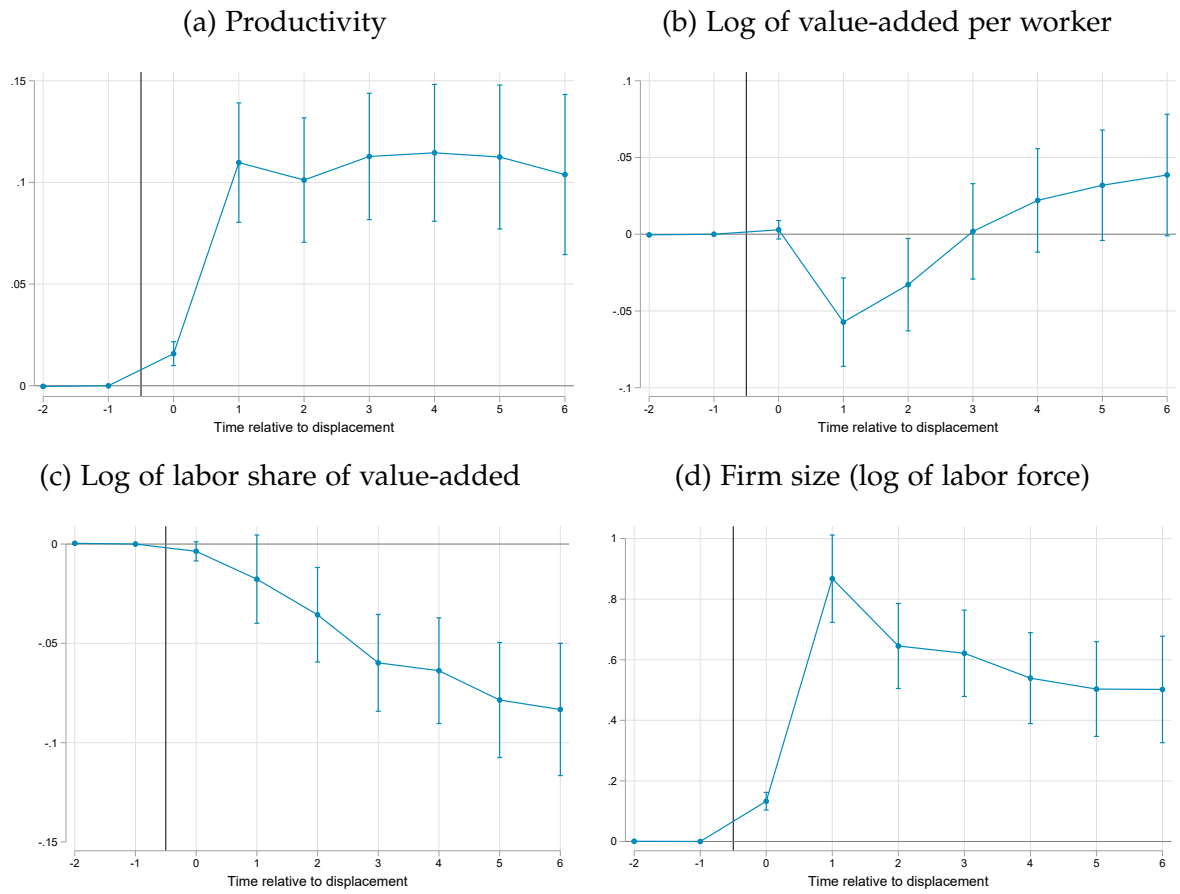 (a) Productivity
.15
.1
.05
0
-2 -1 0 1 2 3 4 5 6
Time relative to displacement
(b) Log of value-added per worker
.1
.05
0
-.05
-.1
-2 -1 0 1 2 3 4 5 6
Time relative to displacement
(c) Log of labor share of value-added
0
-.05
-.1
-.15
-2 -1 0 1 2 3 4 5 6
Time relative to displacement
(d) Firm size (log of labor force)
1
.8
.6
.4
.2
0
-2 -1 0 1 2 3 4 5 6
Time relative to displacement